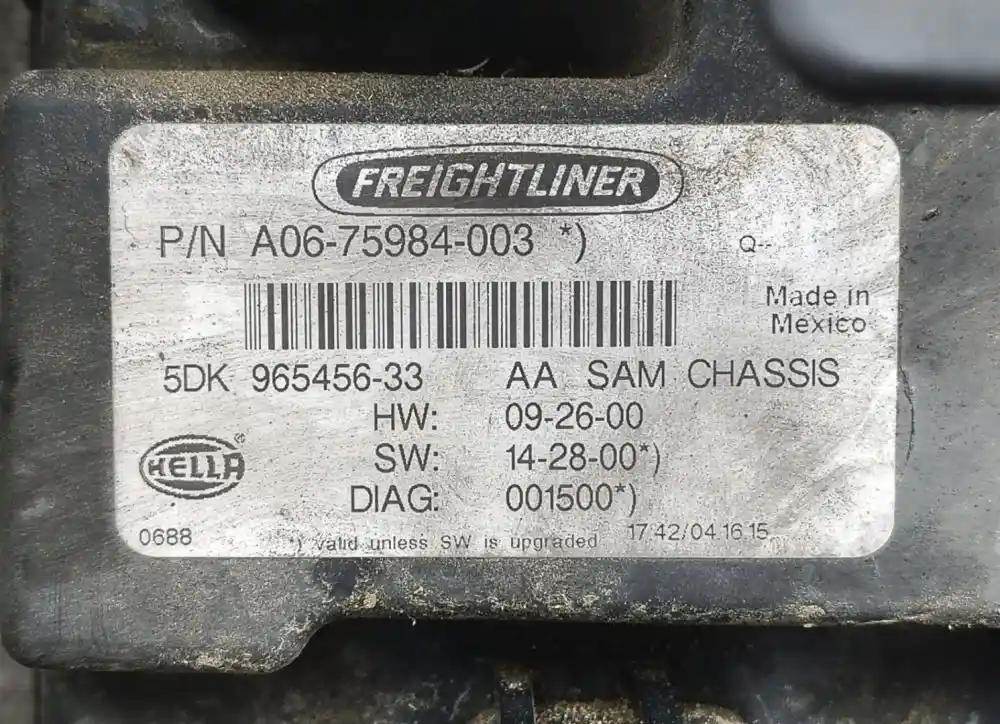 FREIGHTLINER
P/N A06-75984-003 *)
Q--
Made in
Mexico
5DK 965456-33 AA SAM CHASSIS
HW: 09-26-00
SW: 14-28-00*)
HELLA ®
DIAG: 001500*)
0688 *) valid unless SW is upgraded 17 42/04 16 15